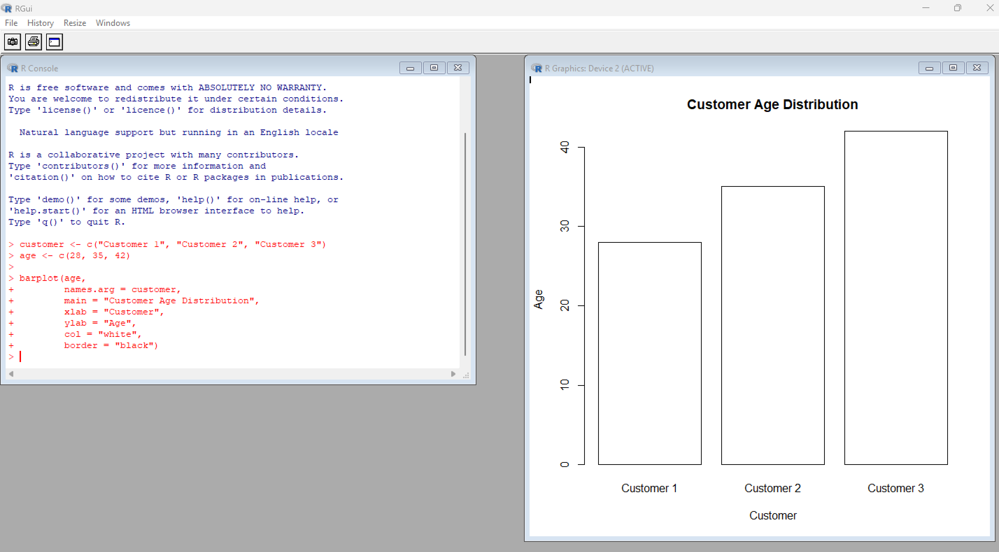 RGui
File History Resize Windows
R Console
R is free software and comes with ABSOLUTELY NO WARRANTY.
You are welcome to redistribute it under certain conditions.
Type 'license()' or 'licence()' for distribution details.
Natural language support but running in an English locale
R is a collaborative project with many contributors.
Type 'contributors()' for more information and
'citation()' on how to cite R or R packages in publications.
Type 'demo()' for some demos, 'help()' for on-line help, or
'help.start()' for an HTML browser interface to help.
Type 'q()' to quit R.
> customer <- c("Customer 1", "Customer 2", "Customer 3")
> age <- c(28, 35, 42)
>
> barplot(age,
+         names.arg = customer,
+         main = "Customer Age Distribution",
+         xlab = "Customer",
+         ylab = "Age",
+         col = "white",
+         border = "black")
>
R Graphics: Device 2 (ACTIVE)
Customer Age Distribution
40
30
20
10
0
Age
Customer 1 Customer 2 Customer 3
Customer